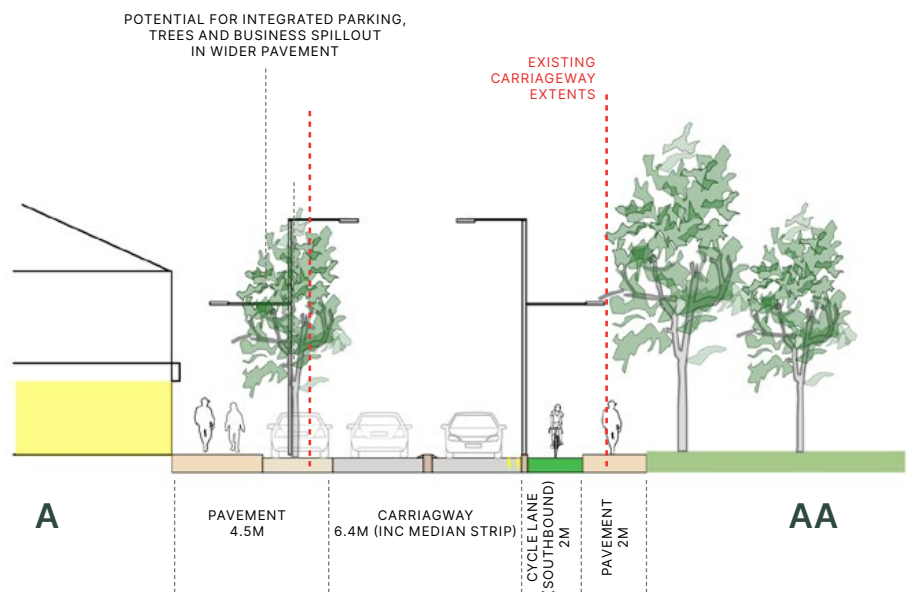 POTENTIAL FOR INTEGRATED PARKING,
TREES AND BUSINESS SPILLOUT
IN WIDER PAVEMENT
EXISTING
CARRIAGEWAY
EXTENTS
A
PAVEMENT
4.5M
CARRIAGWAY
6.4M (INC MEDIAN STRIP)
CYCLE LANE
(SOUTHBOUND)
2M
PAVEMENT
2M
AA